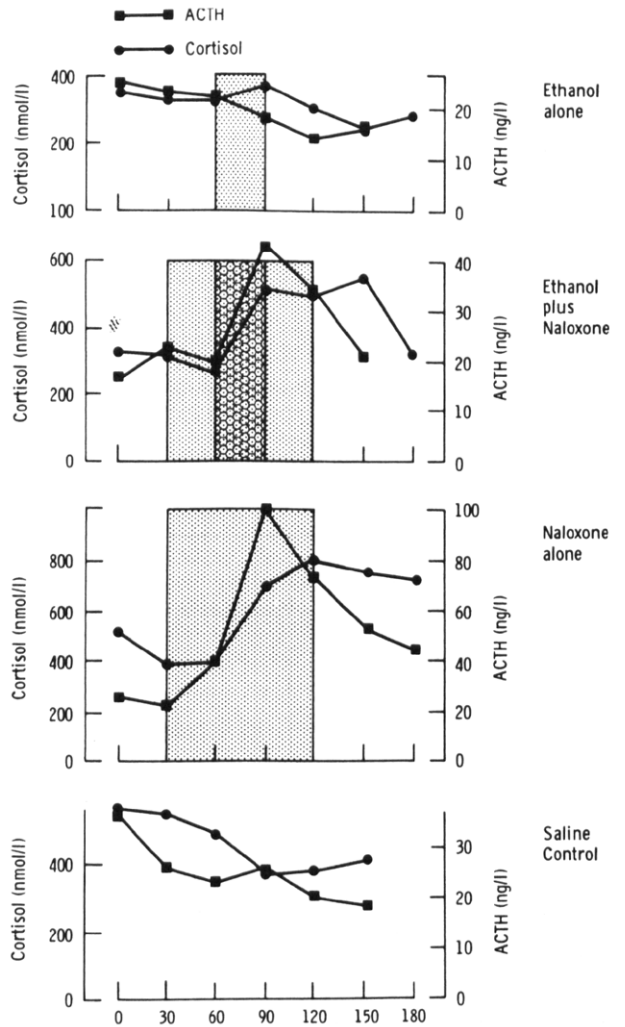 ACTH
Cortisol
400
200
100
Cortisol (nmol/l)
20
10
0
ACTH (ng/l)
Ethanol
alone
600
400
200
0
Cortisol (nmol/l)
40
30
20
10
0
ACTH (ng/l)
Ethanol
plus
Naloxone
800
600
400
200
0
Cortisol (nmol/l)
100
80
60
40
20
0
ACTH (ng/l)
Naloxone
alone
400
200
0
Cortisol (nmol/l)
30
20
10
0
ACTH (ng/l)
Saline
Control
0 30 60 90 120 150 180